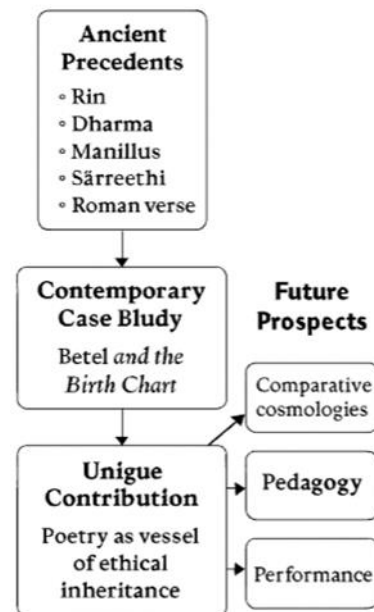 Ancient
Precedents
◦ Rin
◦ Dharma
◦ Manillus
◦ Särreethi
◦ Roman verse
Contemporary
Case Bludy
Betel and the
Birth Chart
Unigue
Contribution
Poetry as vessel
of ethical
inheritance
Future
Prospects
Comparative
cosmologies
Pedagogy
Performance